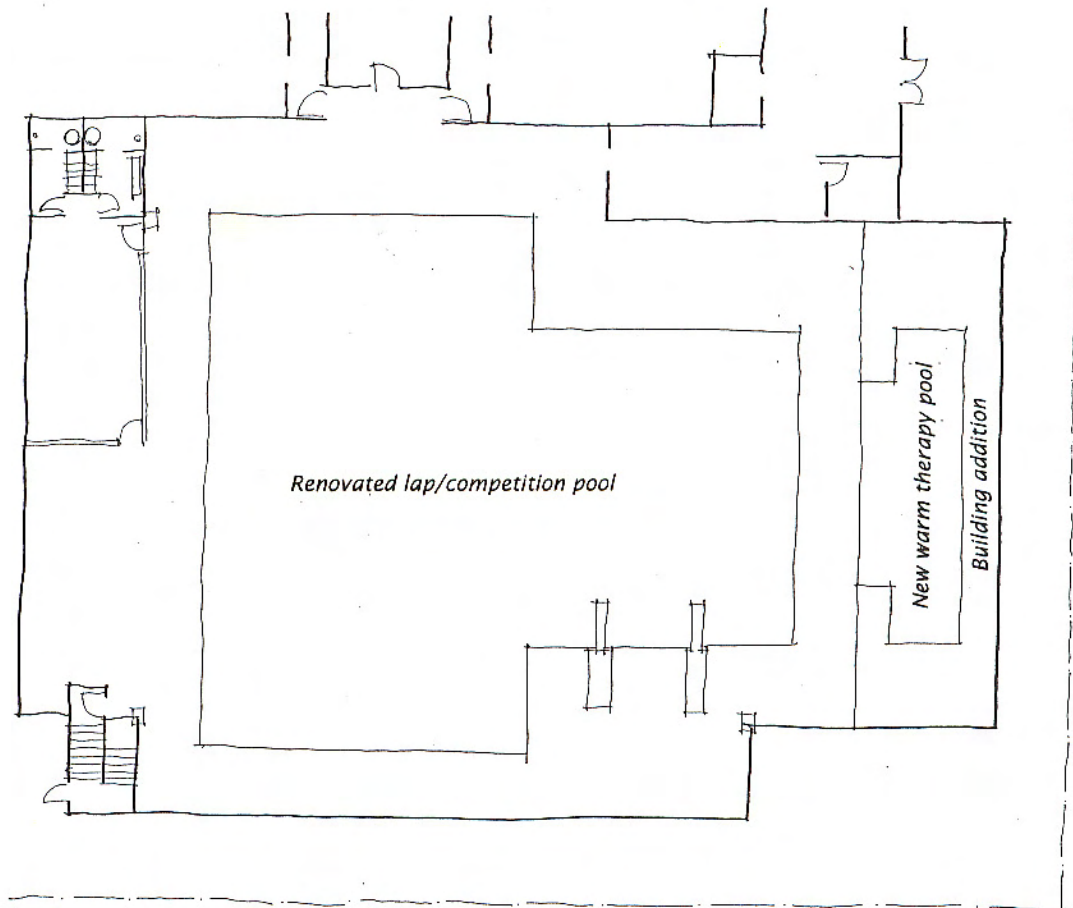 Renovated lap/competition pool
New warm therapy pool
Building addition